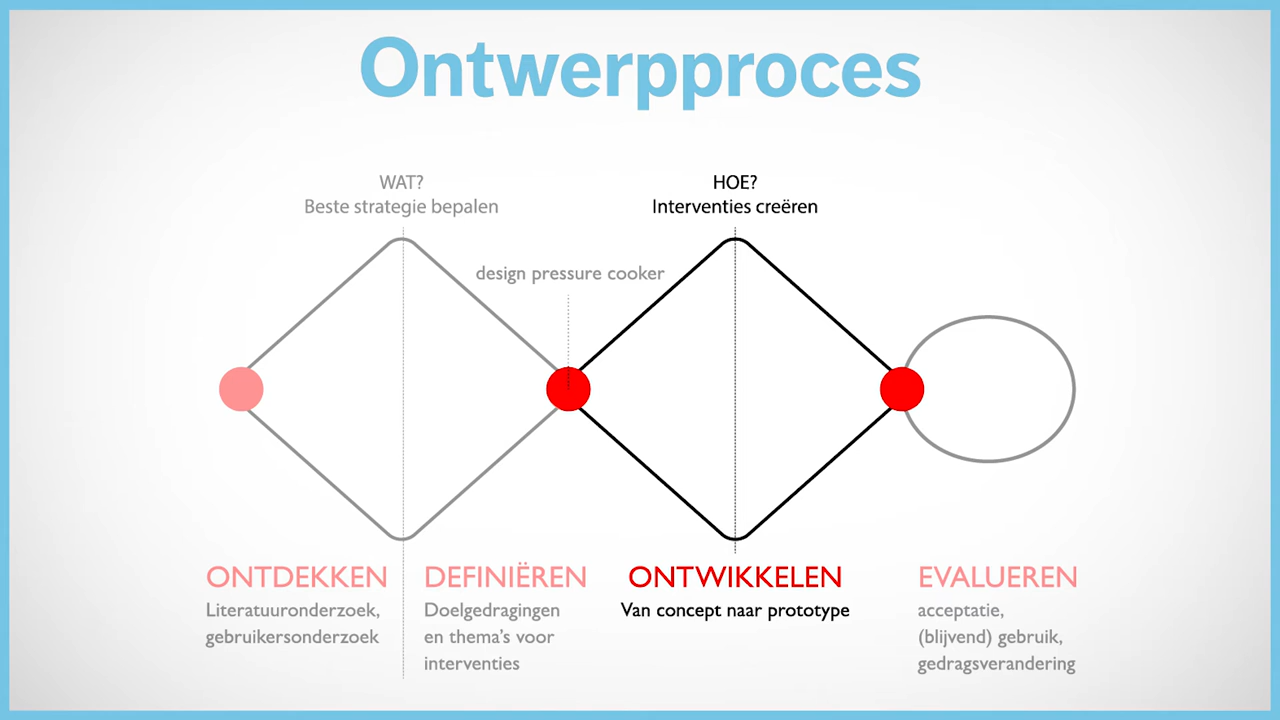 Ontwerpproces
WAT?
Beste strategie bepalen
HOE?
Interventies creëren
design pressure cooker
ONTDEKKEN
Literatuuronderzoek,
gebruikersonderzoek
DEFINIËREN
Doelgedragingen
en thema's voor
interventies
ONTWIKKELEN
Van concept naar prototype
EVALUEREN
acceptatie,
(blijvend) gebruik,
gedragsverandering